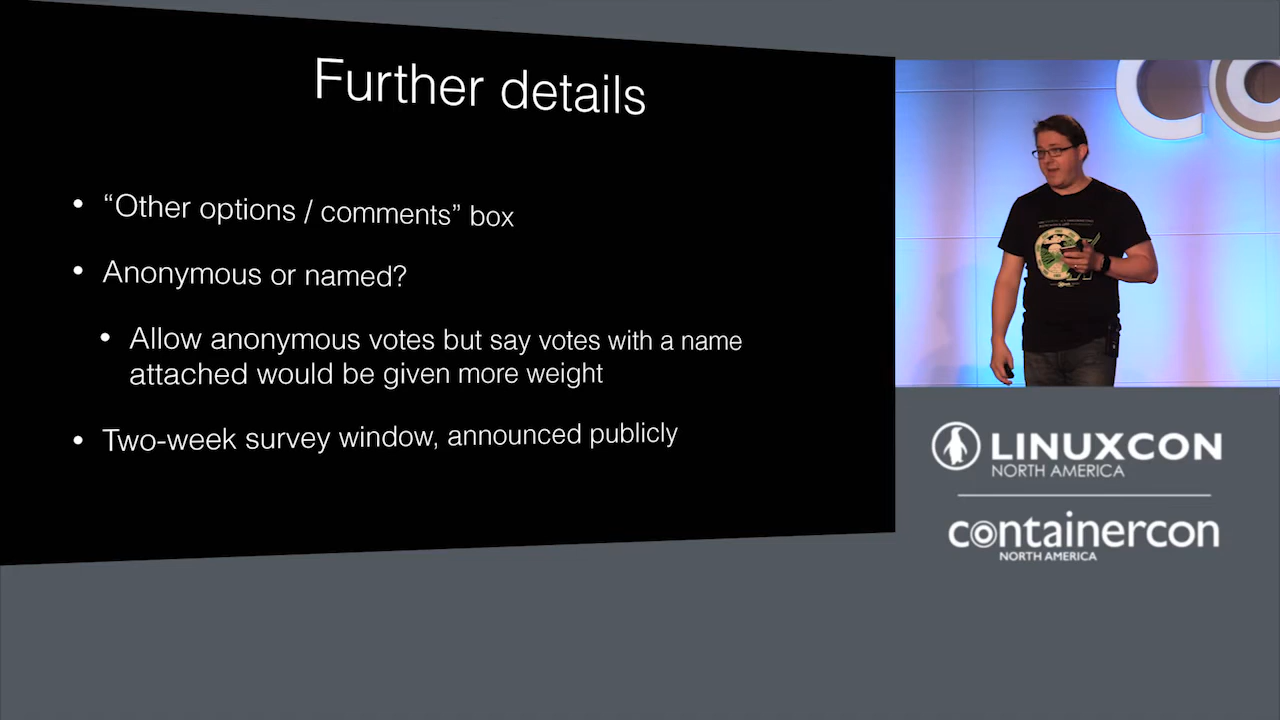 Further details
• “Other options / comments” box
• Anonymous or named?
• Allow anonymous votes but say votes with a name
attached would be given more weight
• Two-week survey window, announced publicly
co
LINUXCON
NORTH AMERICA
containercon
NORTH AMERICA